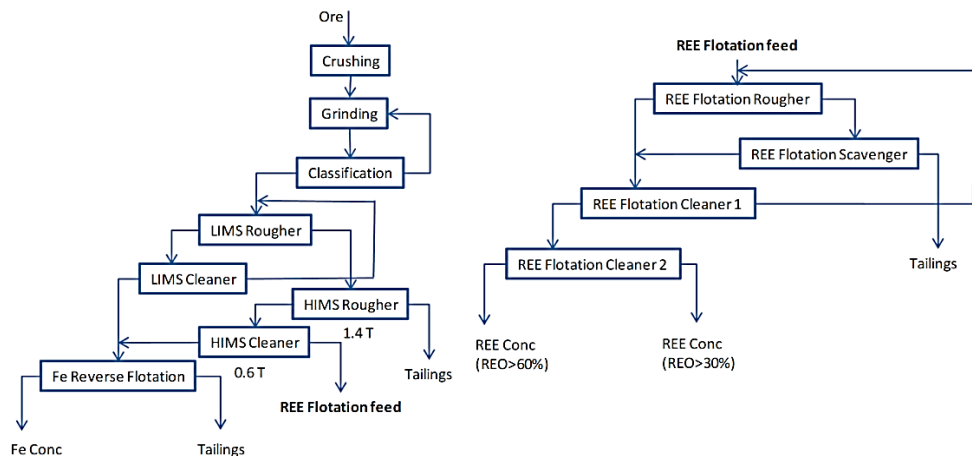 Ore
Crushing
Grinding
Classification
LIMS Rougher
LIMS Cleaner
HIMS Rougher
1.4 T
HIMS Cleaner
0.6 T
Tailings
Fe Reverse Flotation
REE Flotation feed
Fe Conc
Tailings
REE Flotation feed
REE Flotation Rougher
REE Flotation Scavenger
REE Flotation Cleaner 1
REE Flotation Cleaner 2
Tailings
REE Conc
(REO>60%)
REE Conc
(REO>30%)